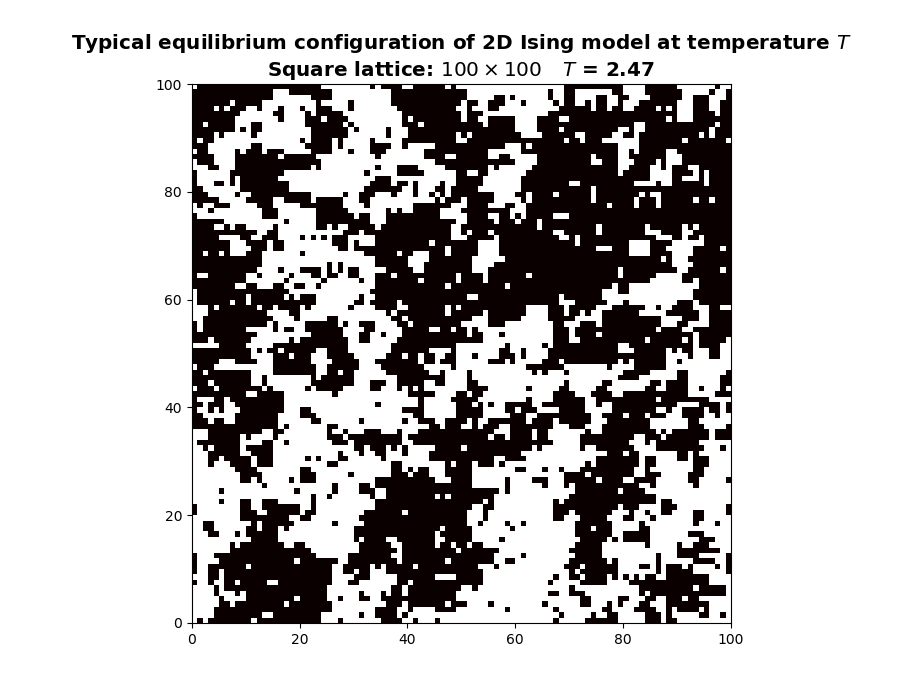 Typical equilibrium configuration of 2D Ising model at temperature T
Square lattice: 100 × 100 T = 2.47
100
80
60
40
20
0
0 20 40 60 80 100